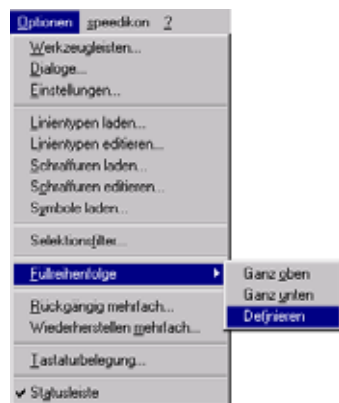 Optionen speedikon ?
Werkzeugleisten...
Dialoge...
Einstellungen...
Linientypen laden...
Linientypen editieren...
Schraffuren laden...
Schraffuren editieren...
Symbole laden...
Selektionsfilter...
Füllreihenfolge
Ganz oben
Ganz unten
Definieren
Rückgängig mehrfach...
Wiederherstellen mehrfach...
Tastaturbelegung...
Statusleiste